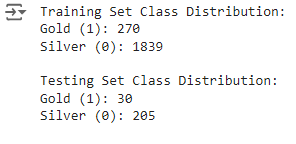 Training Set Class Distribution:
Gold (1): 270
Silver (0): 1839
Testing Set Class Distribution:
Gold (1): 30
Silver (0): 205